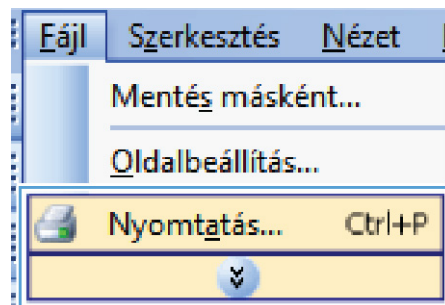 Fájl Szerkesztés Nézet
Mentés másként...
Oldalbeállítás...
Nyomtatás... Ctrl+P